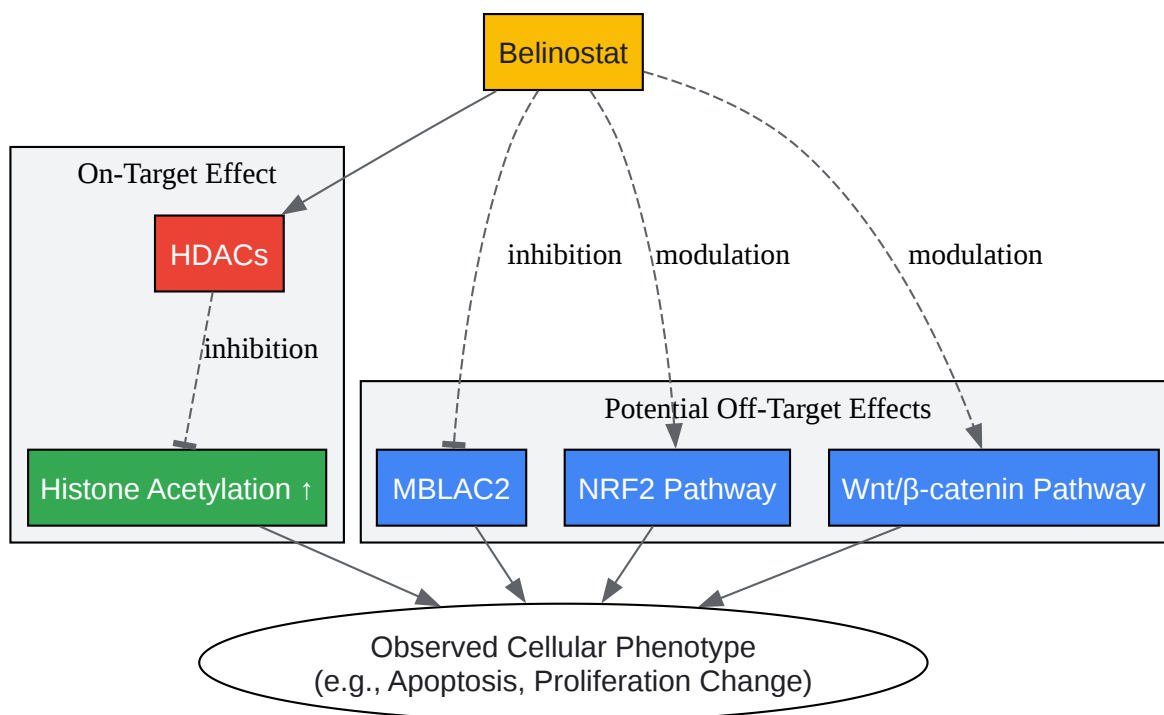 Belinostat
On-Target Effect
HDACs
inhibition
modulation
modulation
inhibition
Potential Off-Target Effects
Histone Acetylation ↑
MBLAC2
NRF2 Pathway
Wnt/β-catenin Pathway
Observed Cellular Phenotype
(e.g., Apoptosis, Proliferation Change)